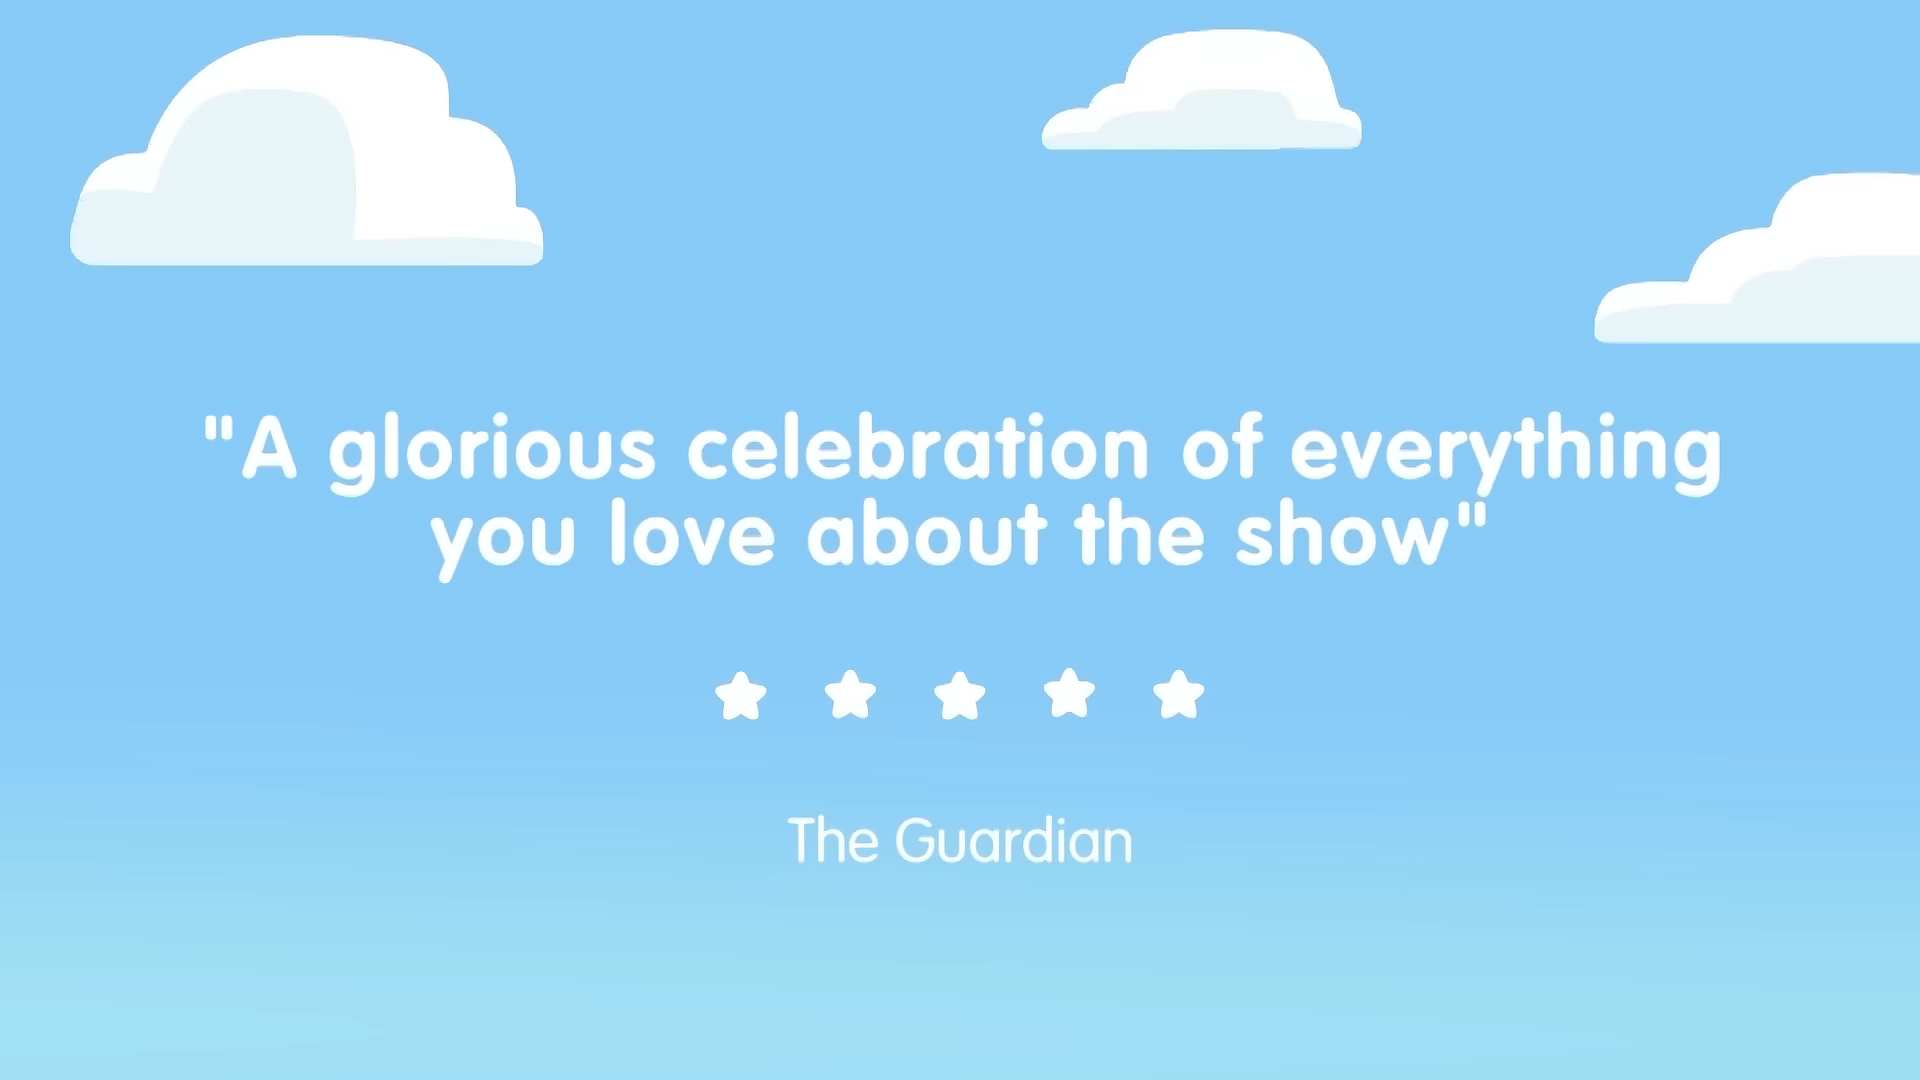 "A glorious celebration of everything
you love about the show"
The Guardian